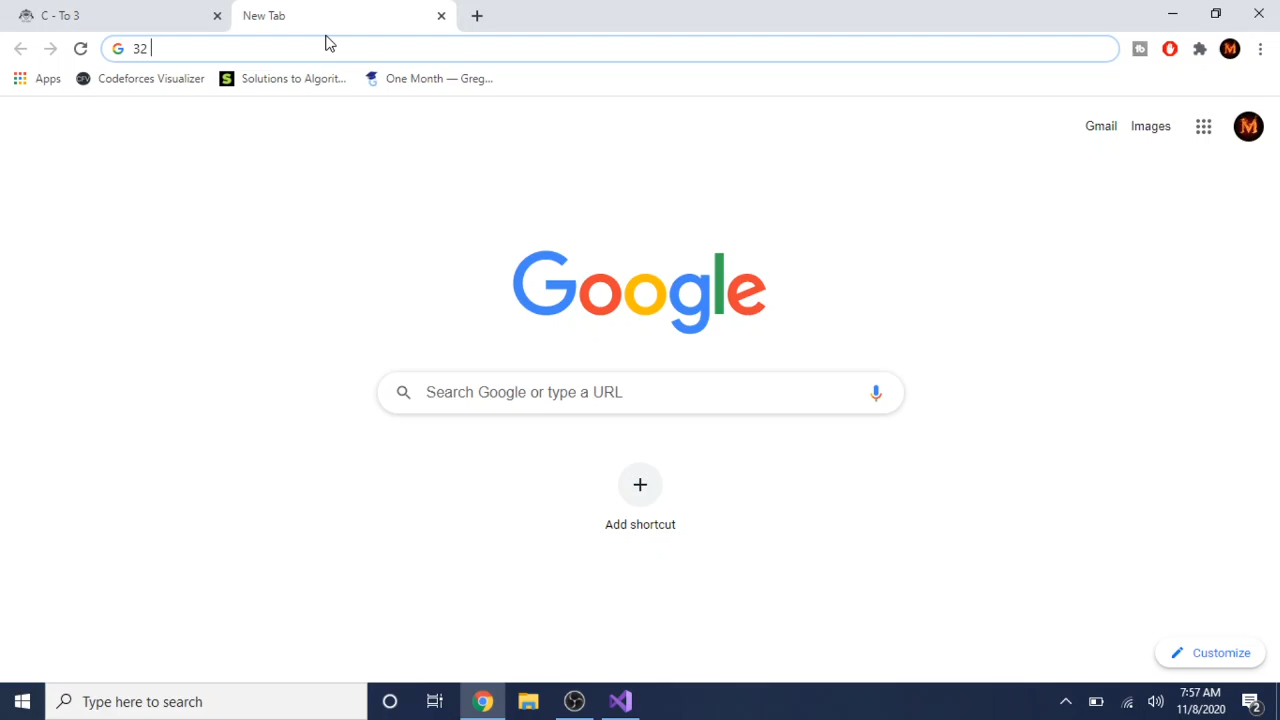 C - To 3
New Tab
32
Apps
Codeforces Visualizer
S
Solutions to Algorit...
One Month — Greg...
Gmail
Images
M
Google
Search Google or type a URL
Add shortcut
Customize
Type here to search
7:57 AM
11/8/2020
2